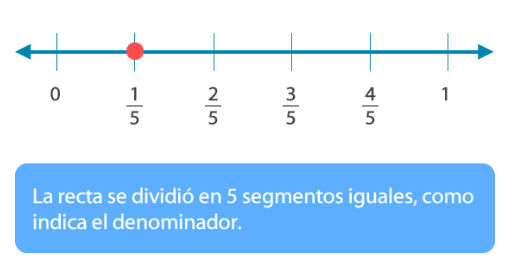 0 1/5 2/5 3/5 4/5 1
La recta se dividió en 5 segmentos iguales, como
indica el denominador.